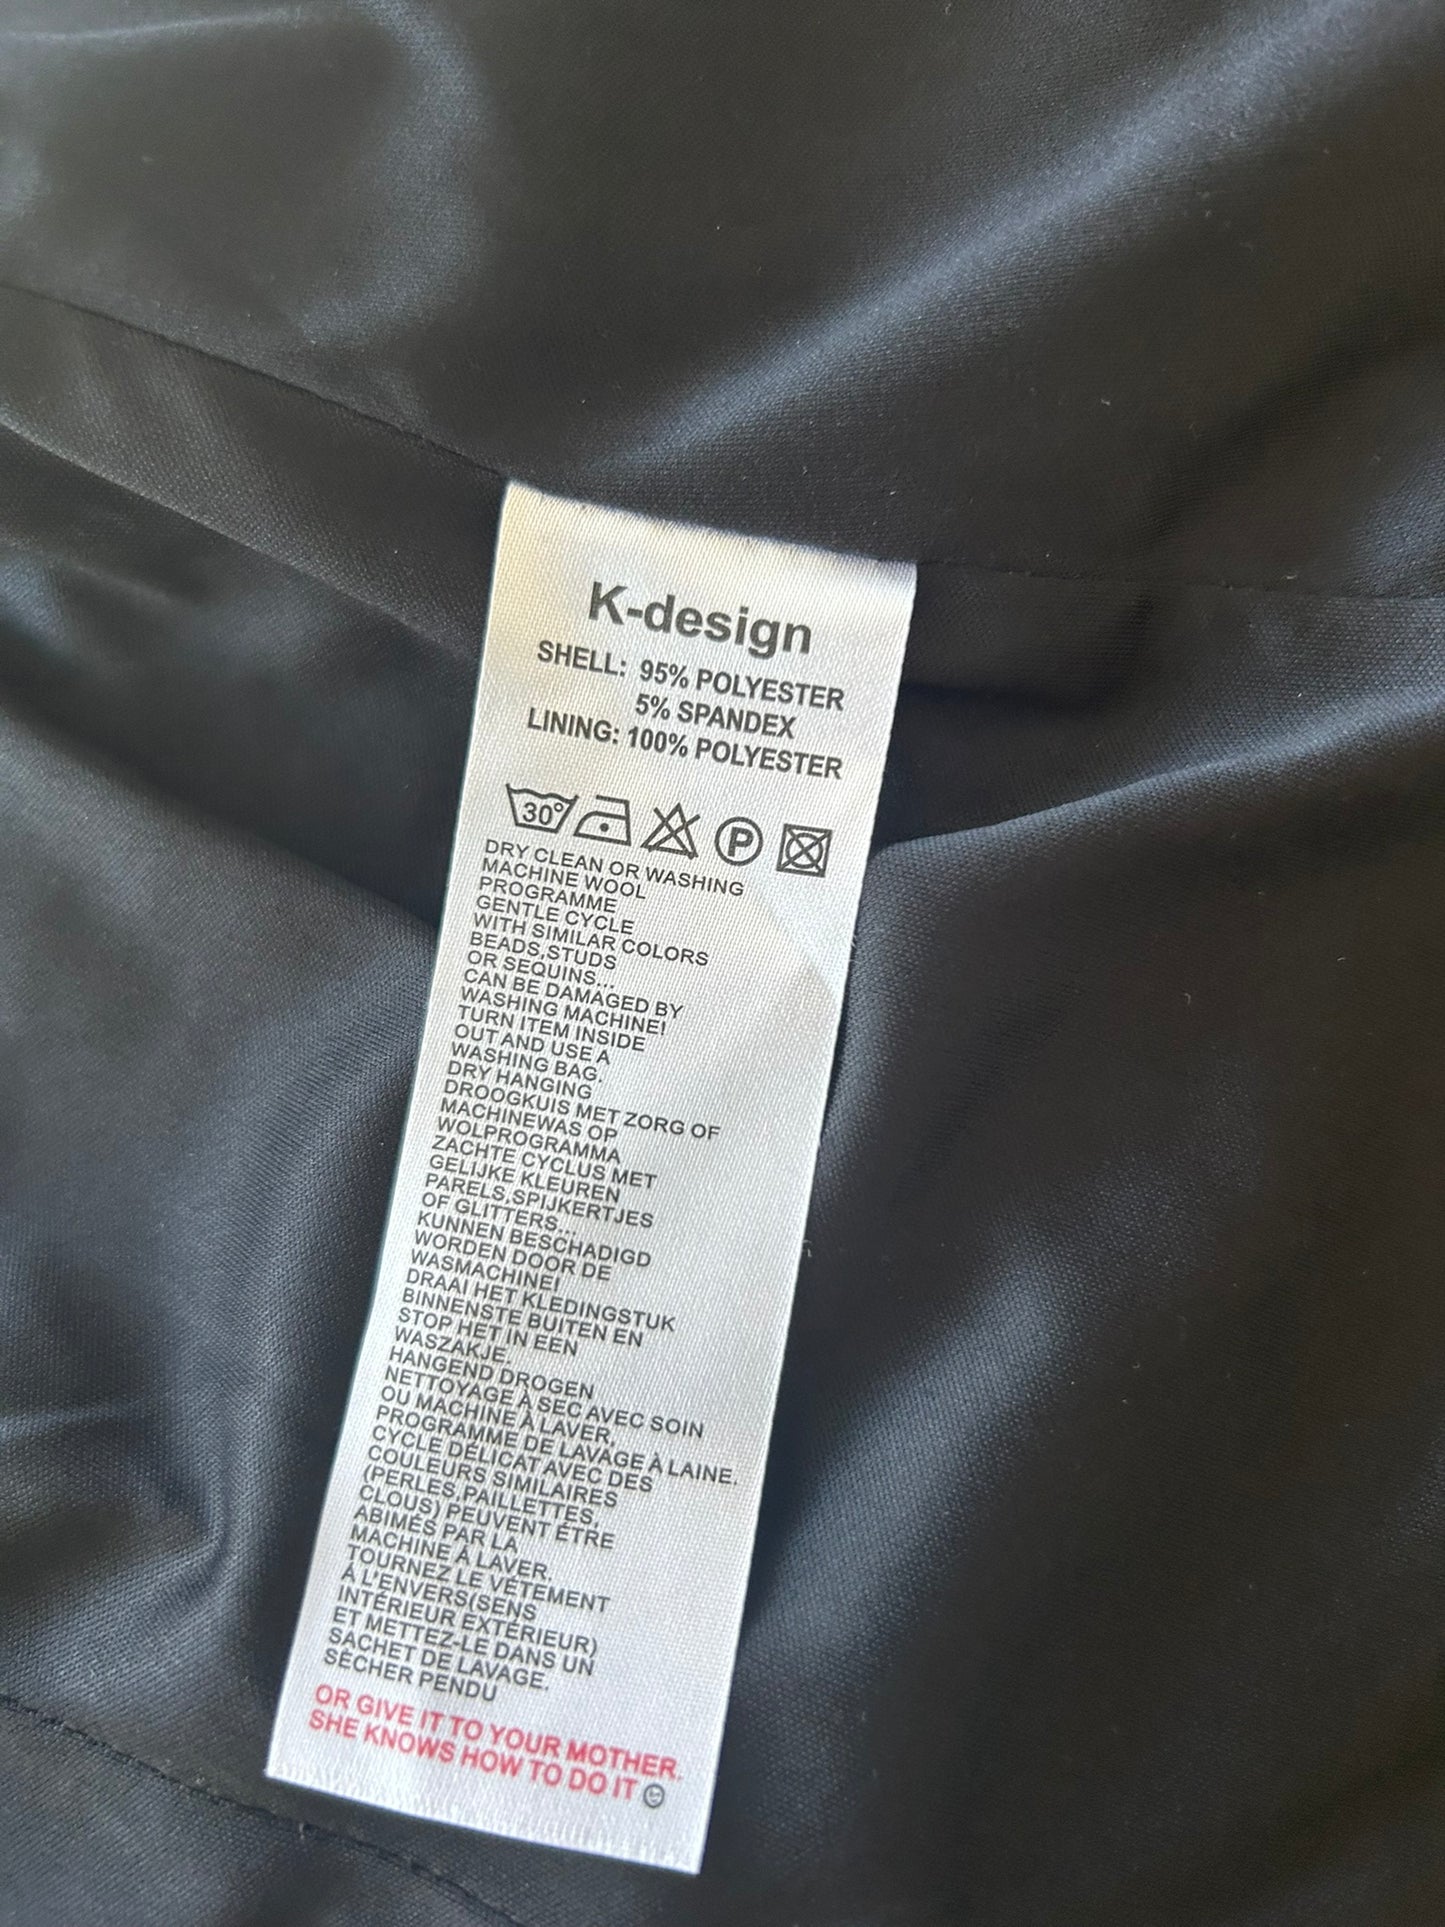 K-design
SHELL: 95% POLYESTER
5% SPANDEX
LINING: 100% POLYESTER
30°
P
DRY CLEAN OR WASHING
MACHINE WOOL
PROGRAMME
GENTLE CYCLE
WITH SIMILAR COLORS
BEADS,STUDS
OR SEQUINS...
CAN BE DAMAGED BY
WASHING MACHINE!
TURN ITEM INSIDE
OUT AND USE A
WASHING BAG.
DRY HANGING
DROOGKUIS MET ZORG OF
MACHINEWAS OP
WOLPROGRAMMA
ZACHTE CYCLUS MET
GELIJKE KLEUREN
PARELS,SPIJKERTJES
OF GLITTERS...
KUNNEN BESCHADIGD
WORDEN DOOR DE
WASMACHINE!
DRAAI HET KLEDINGSTUK
BINNENSTE BUITEN EN
STOP HET IN EEN
WASZAKJE.
HANGEND DROGEN
NETTOYAGE À SEC AVEC SOIN
OU MACHINE À LAVER,
PROGRAMME DE LAVAGE À LAINE.
CYCLE DÉLICAT AVEC DES
COULEURS SIMILAIRES
(PERLES,PAILLETTES,
CLOUS) PEUVENT ÊTRE
ABIMÉS PAR LA
MACHINE À LAVER.
TOURNEZ LE VÊTEMENT
À L'ENVERS(SENS
INTÉRIEUR EXTÉRIEUR)
ET METTEZ-LE DANS UN
SACHET DE LAVAGE.
SÈCHER PENDU
OR GIVE IT TO YOUR MOTHER.
SHE KNOWS HOW TO DO IT ☺